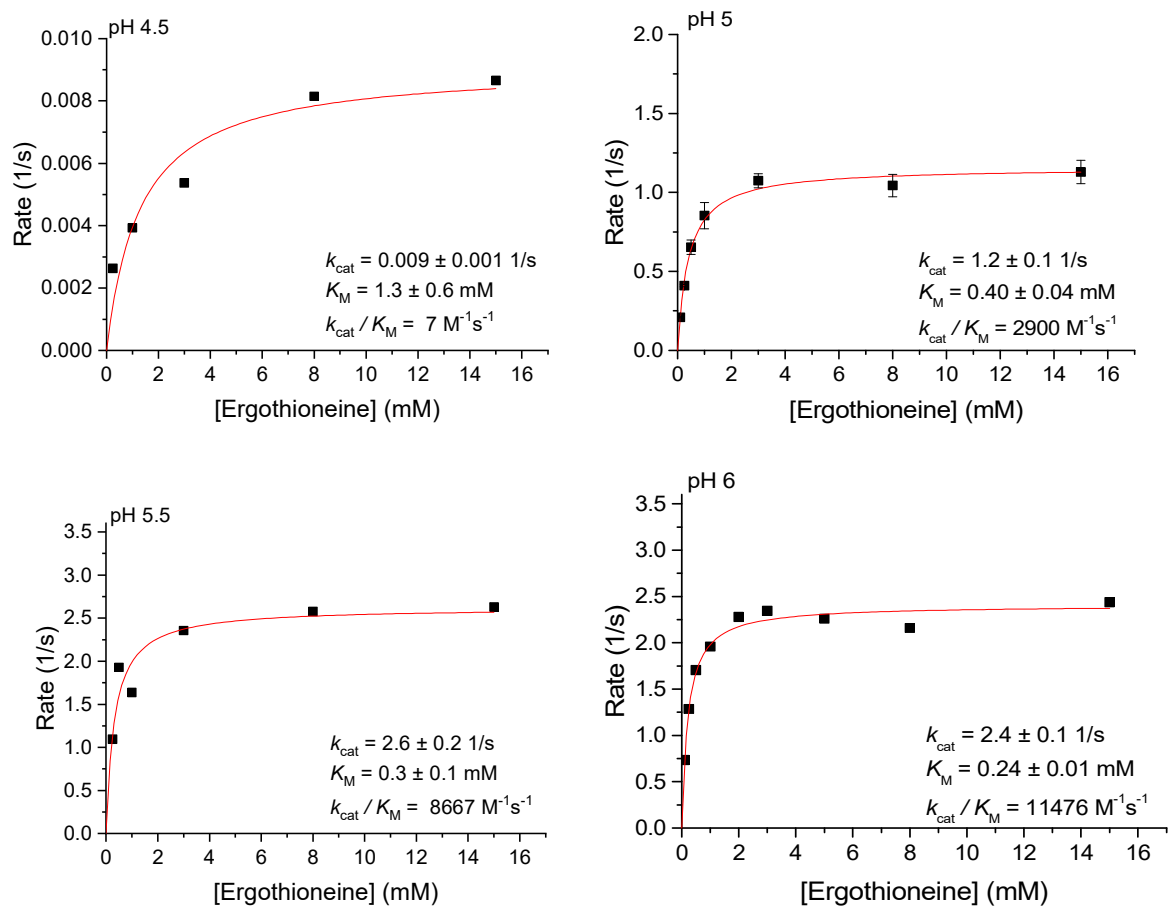 pH 4.5
0.010
0.008
0.006
0.004
0.002
0.000
Rate (1/s)
kcat = 0.009 ± 0.001 1/s
KM = 1.3 ± 0.6 mM
kcat / KM = 7 M⁻¹s⁻¹
0 2 4 6 8 10 12 14 16
[Ergothioneine] (mM)
pH 5
2.0
1.5
1.0
0.5
0.0
Rate (1/s)
kcat = 1.2 ± 0.1 1/s
KM = 0.40 ± 0.04 mM
kcat / KM = 2900 M⁻¹s⁻¹
0 2 4 6 8 10 12 14 16
[Ergothioneine] (mM)
pH 5.5
3.5
3.0
2.5
2.0
1.5
1.0
0.5
0.0
Rate (1/s)
kcat = 2.6 ± 0.2 1/s
KM = 0.3 ± 0.1 mM
kcat / KM = 8667 M⁻¹s⁻¹
0 2 4 6 8 10 12 14 16
[Ergothioneine] (mM)
pH 6
3.5
3.0
2.5
2.0
1.5
1.0
0.5
0.0
Rate (1/s)
kcat = 2.4 ± 0.1 1/s
KM = 0.24 ± 0.01 mM
kcat / KM = 11476 M⁻¹s⁻¹
0 2 4 6 8 10 12 14 16
[Ergothioneine] (mM)